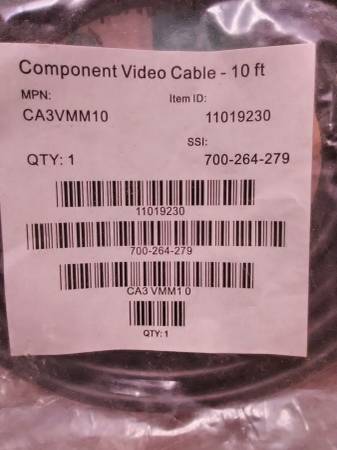 Component Video Cable - 10 ft
MPN: Item ID:
CA3VMM10 11019230
SSI:
QTY: 1 700-264-279
11019230
700-264-279
CA3 VMM1 0
QTY: 1